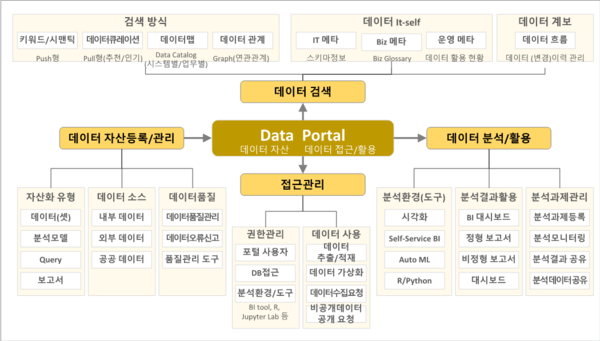 검색 방식
키워드/시맨틱
데이터큐레이션
데이터맵
데이터 관계
Push형
Pull형(추천/인기)
Data Catalog
(시스템별/업무별)
Graph(연관관계)
데이터 It-self
IT 메타
Biz 메타
운영 메타
스키마정보
Biz Glossary
데이터 활용 현황
데이터 계보
데이터 흐름
데이터 (변경)이력 관리
데이터 검색
데이터 자산등록/관리
Data Portal
데이터 자산 데이터 접근/활용
데이터 분석/활용
접근관리
자산화 유형
데이터(셋)
분석모델
Query
보고서
데이터 소스
내부 데이터
외부 데이터
공공 데이터
데이터품질
데이터품질관리
데이터오류신고
품질관리 도구
권한관리
포털 사용자
DB접근
분석환경/도구
BI tool, R,
Jupyter Lab 등
데이터 사용
데이터
추출/적재
데이터 가상화
데이터수집요청
비공개데이터
공개 요청
분석환경(도구)
시각화
Self-Service BI
Auto ML
R/Python
분석결과활용
BI 대시보드
정형 보고서
비정형 보고서
대시보드
분석과제관리
분석과제등록
분석모니터링
분석결과 공유
분석데이터공유